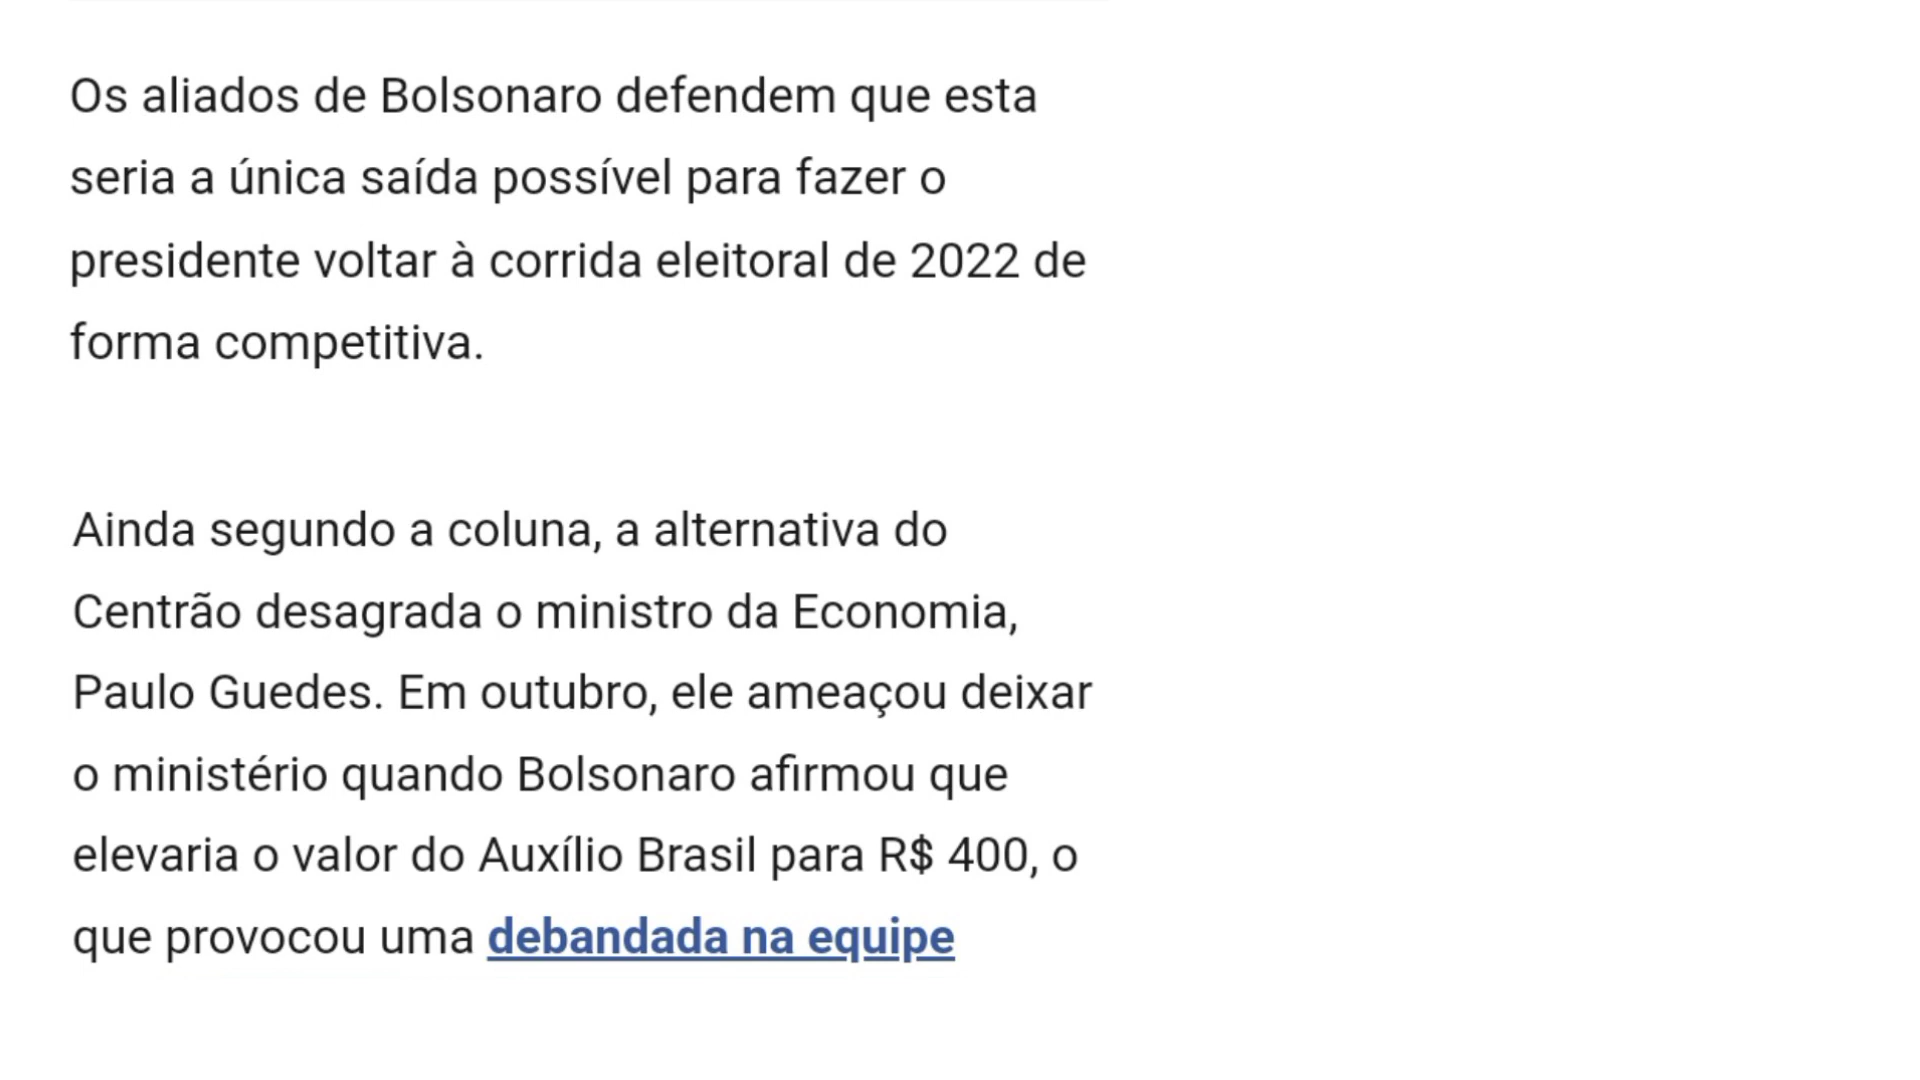 Os aliados de Bolsonaro defendem que esta
seria a única saída possível para fazer o
presidente voltar à corrida eleitoral de 2022 de
forma competitiva.
Ainda segundo a coluna, a alternativa do
Centrão desagrada o ministro da Economia,
Paulo Guedes. Em outubro, ele ameaçou deixar
o ministério quando Bolsonaro afirmou que
elevaria o valor do Auxílio Brasil para R$ 400, o
que provocou uma debandada na equipe